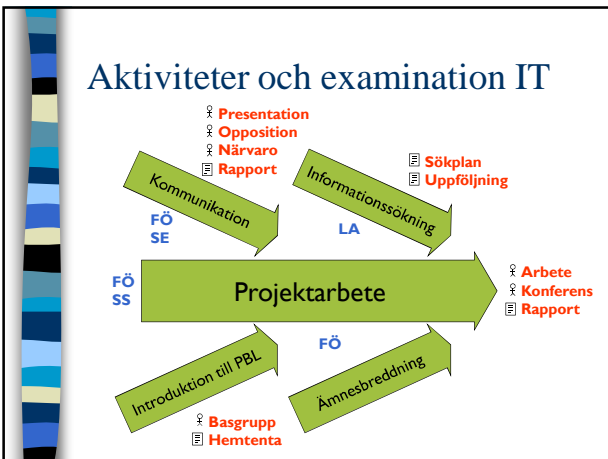 Aktiviteter och examination IT
Presentation
Opposition
Närvaro
Rapport
Kommunikation
FÖ
SE
Sökplan
Uppföljning
Informationssökning
LA
FÖ
SS
Projektarbete
Arbete
Konferens
Rapport
Introduktion till PBL
FÖ
Ämnesbreddning
Basgrupp
Hemtenta